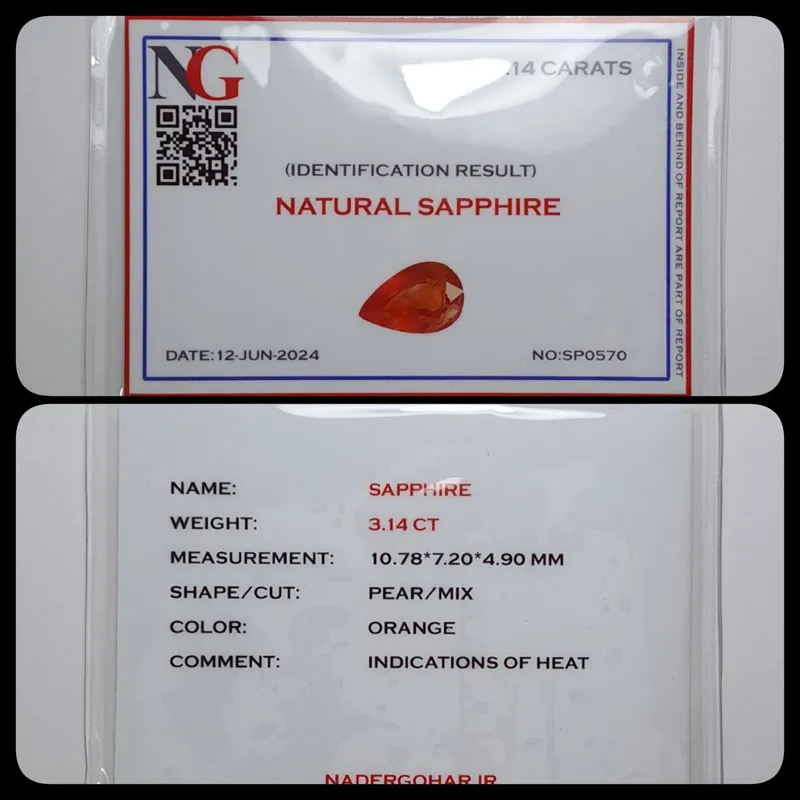 NG
.14 CARATS
INSIDE AND BEHIND OF REPORT ARE PART OF REPORT
(IDENTIFICATION RESULT)
NATURAL SAPPHIRE
DATE:12-JUN-2024
NO:SP0570
NAME: SAPPHIRE
WEIGHT: 3.14 CT
MEASUREMENT: 10.78*7.20*4.90 MM
SHAPE/CUT: PEAR/MIX
COLOR: ORANGE
COMMENT: INDICATIONS OF HEAT
NADERGOHAR.IR